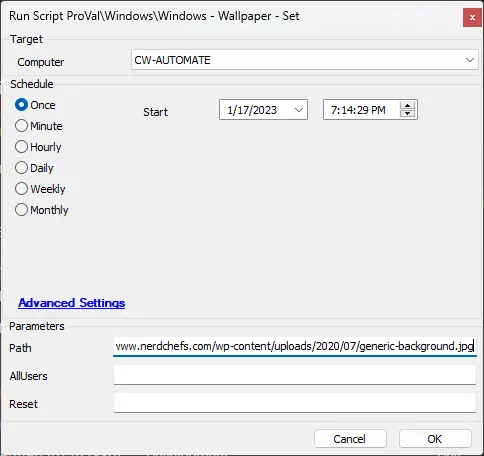 Run Script ProVal\Windows\Windows - Wallpaper - Set
x
Target
Computer CW-AUTOMATE
Schedule
Once Start 1/17/2023 7:14:29 PM
Minute
Hourly
Daily
Weekly
Monthly
Advanced Settings
Parameters
Path www.nerdchefs.com/wp-content/uploads/2020/07/generic-background.jpg
AllUsers
Reset
Cancel OK